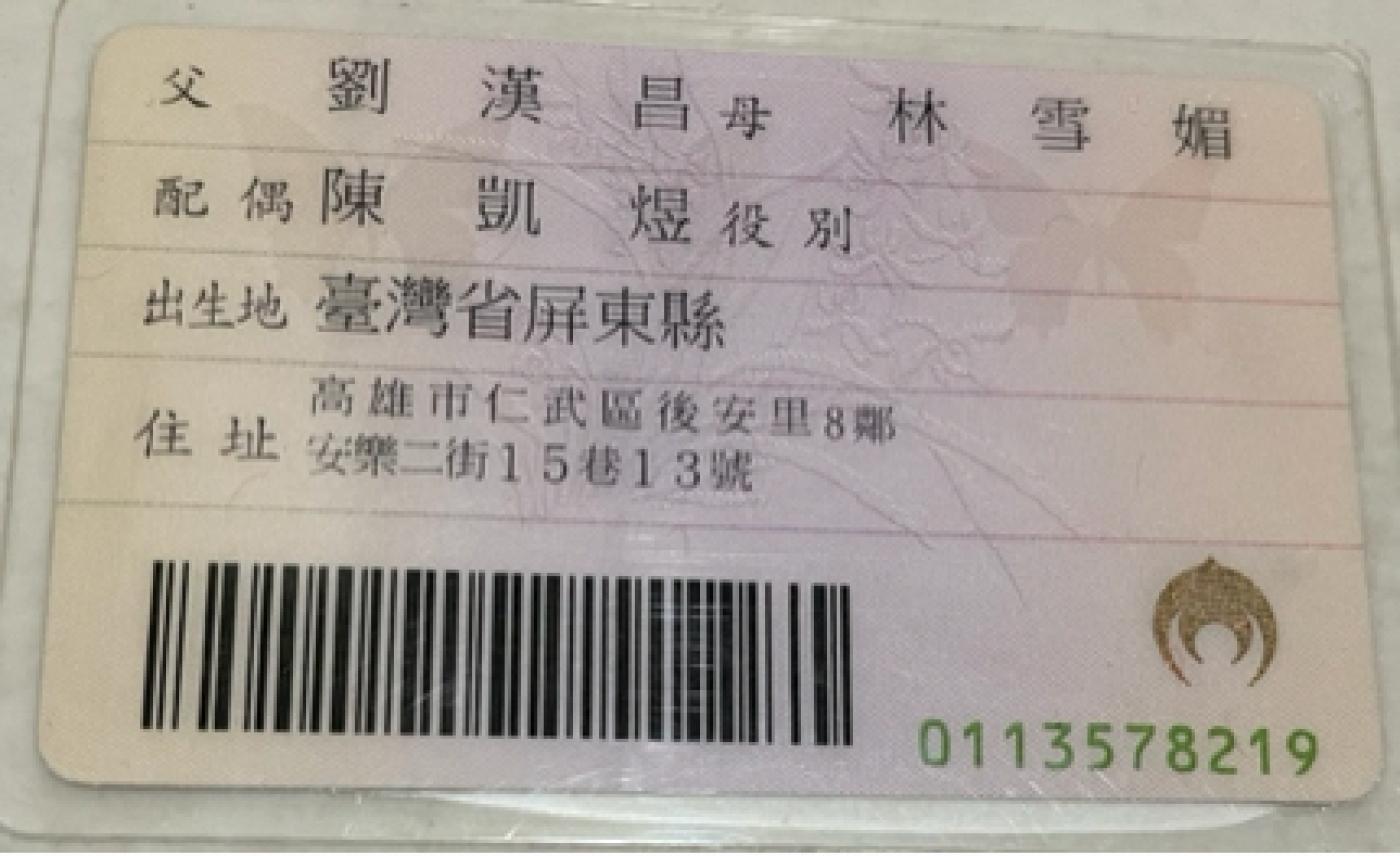 父 劉漢昌 母 林雪媚
配偶 陳凱煜 役別
出生地 臺灣省屏東縣
住址 高雄市仁武區後安里8鄰
安樂二街15巷13號
0113578219